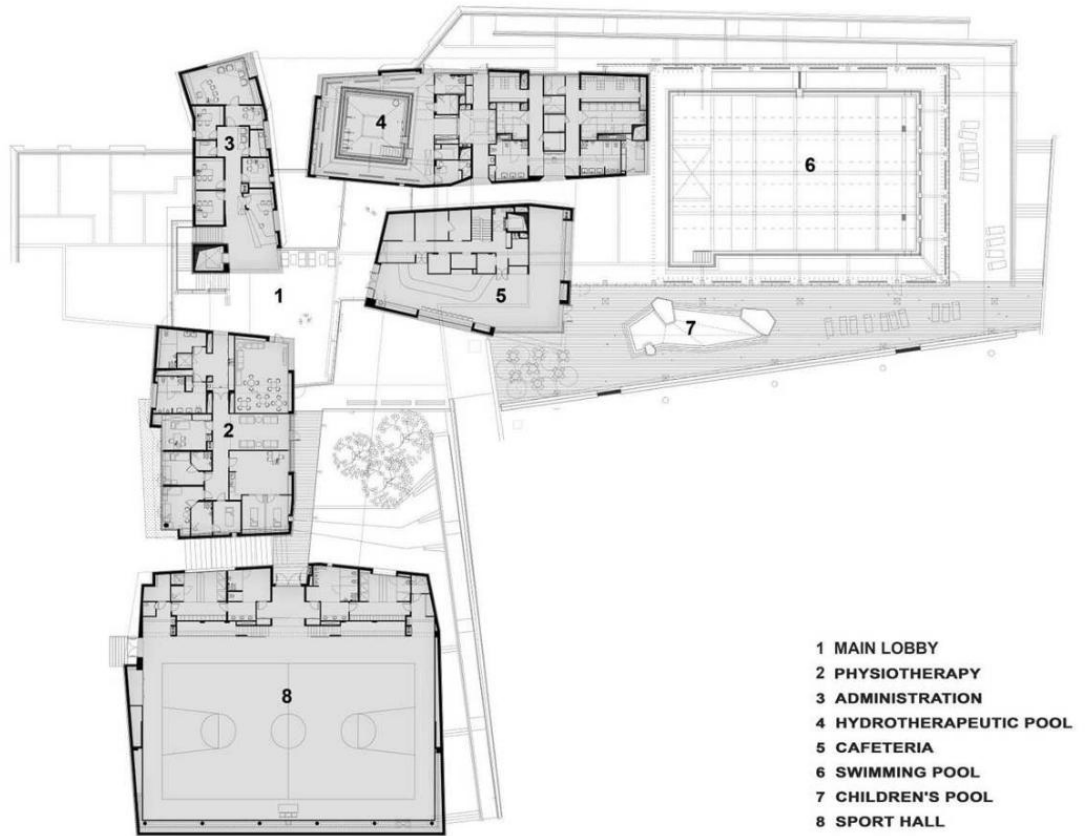 4
3
6
1
5
7
2
8
1 MAIN LOBBY
2 PHYSIOTHERAPY
3 ADMINISTRATION
4 HYDROTHERAPEUTIC POOL
5 CAFETERIA
6 SWIMMING POOL
7 CHILDREN'S POOL
8 SPORT HALL